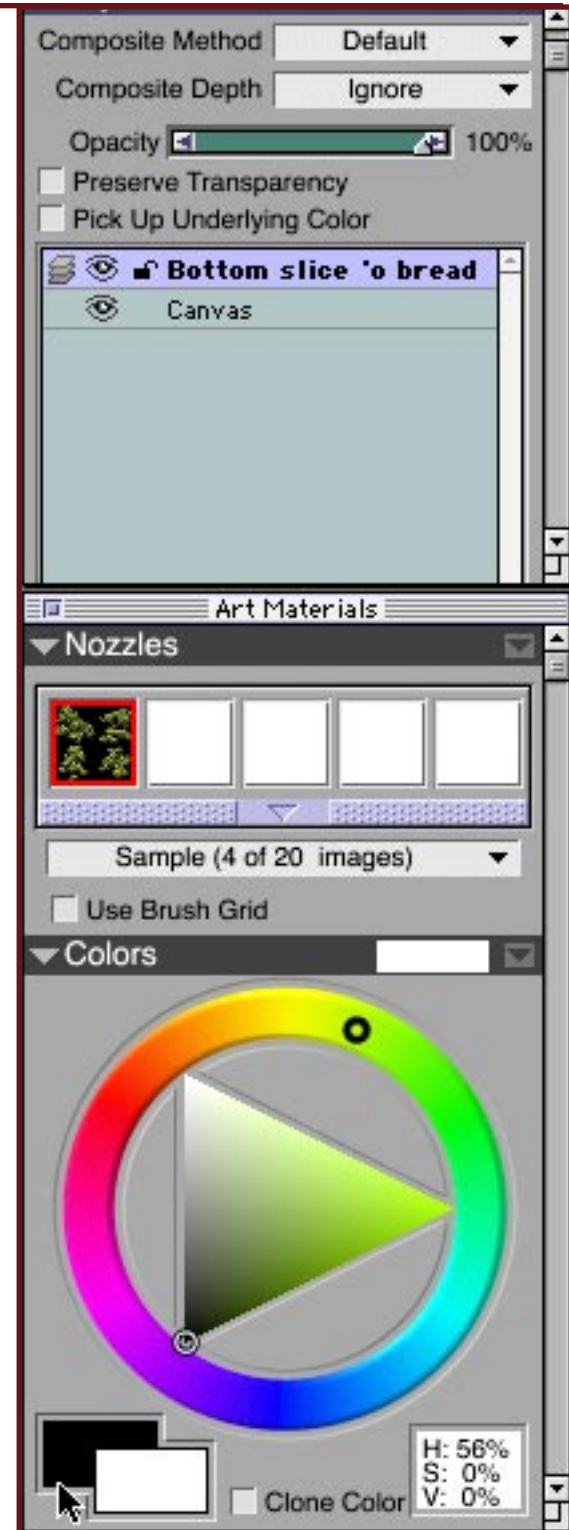 Composite Method Default
Composite Depth Ignore
Opacity 100%
Preserve Transparency
Pick Up Underlying Color
Bottom slice 'o bread
Canvas
Art Materials
Nozzles
Sample (4 of 20 images)
Use Brush Grid
Colors
H: 56%
S: 0%
V: 0%
Clone Color